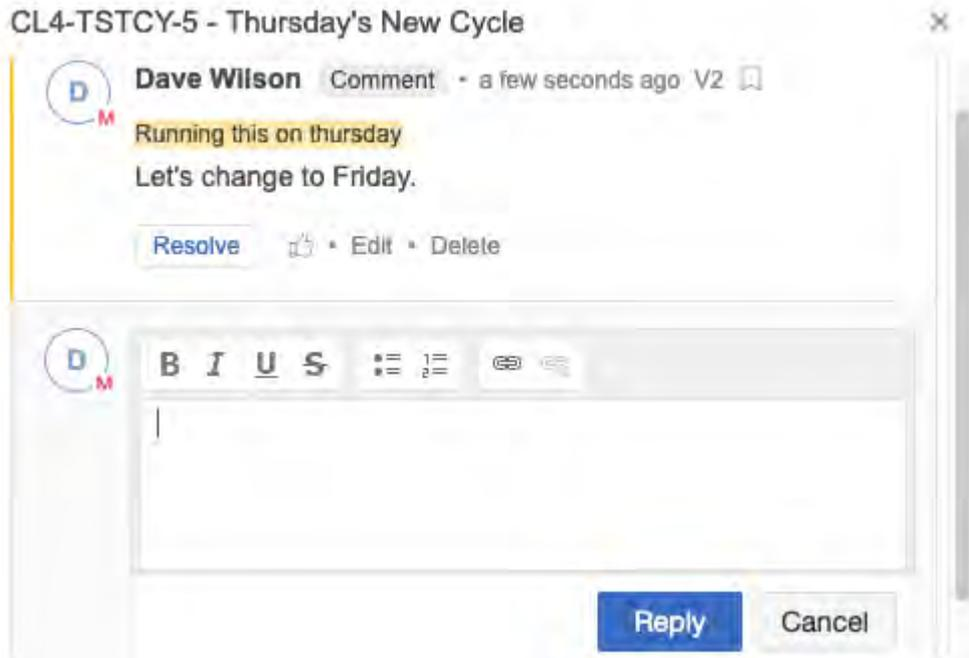 CL4-TSTCY-5 - Thursday's New Cycle
D M Dave Wilson Comment • a few seconds ago V2
Running this on thursday
Let's change to Friday.
Resolve • Edit • Delete
D M B I U S
Reply Cancel